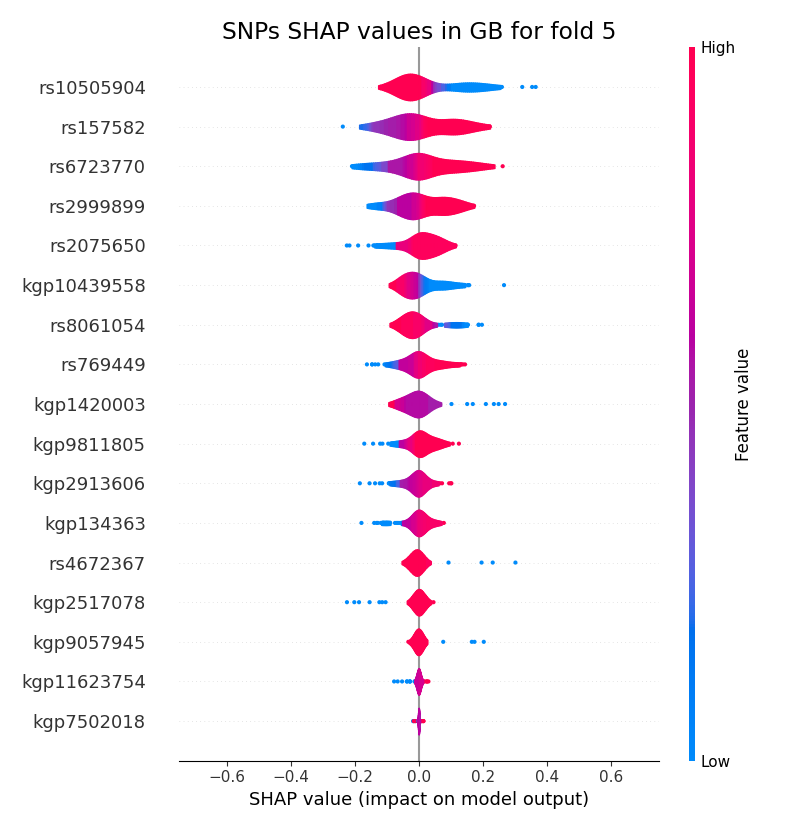 SNPs SHAP values in GB for fold 5
High
rs10505904
rs157582
rs6723770
rs2999899
rs2075650
kgp10439558
rs8061054
rs769449
kgp1420003
kgp9811805
kgp2913606
kgp134363
rs4672367
kgp2517078
kgp9057945
kgp11623754
kgp7502018
Feature value
Low
−0.6 −0.4 −0.2 0.0 0.2 0.4 0.6
SHAP value (impact on model output)